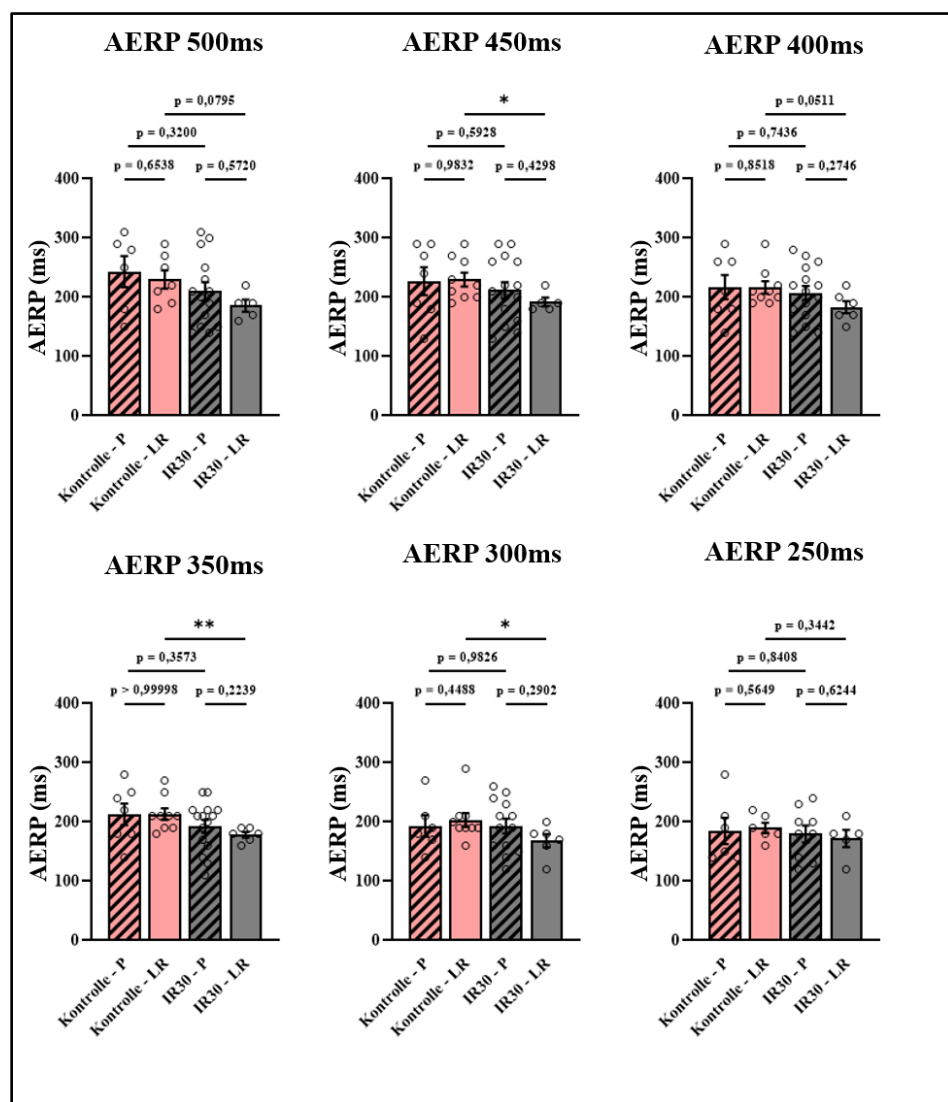 AERP 500ms
p = 0,0795
p = 0,3200
p = 0,6538 p = 0,5720
400
300
200
100
0
AERP (ms)
Kontrolle - P
Kontrolle - LR
IR30 - P
IR30 - LR
AERP 450ms
*
p = 0,5928
p = 0,9832 p = 0,4298
400
300
200
100
0
AERP (ms)
Kontrolle - P
Kontrolle - LR
IR30 - P
IR30 - LR
AERP 400ms
p = 0,0511
p = 0,7436
p = 0,8518 p = 0,2746
400
300
200
100
0
AERP (ms)
Kontrolle - P
Kontrolle - LR
IR30 - P
IR30 - LR
AERP 350ms
**
p = 0,3573
p > 0,99998 p = 0,2239
400
300
200
100
0
AERP (ms)
Kontrolle - P
Kontrolle - LR
IR30 - P
IR30 - LR
AERP 300ms
*
p = 0,9826
p = 0,4488 p = 0,2902
400
300
200
100
0
AERP (ms)
Kontrolle - P
Kontrolle - LR
IR30 - P
IR30 - LR
AERP 250ms
p = 0,3442
p = 0,8408
p = 0,5649 p = 0,6244
400
300
200
100
0
AERP (ms)
Kontrolle - P
Kontrolle - LR
IR30 - P
IR30 - LR